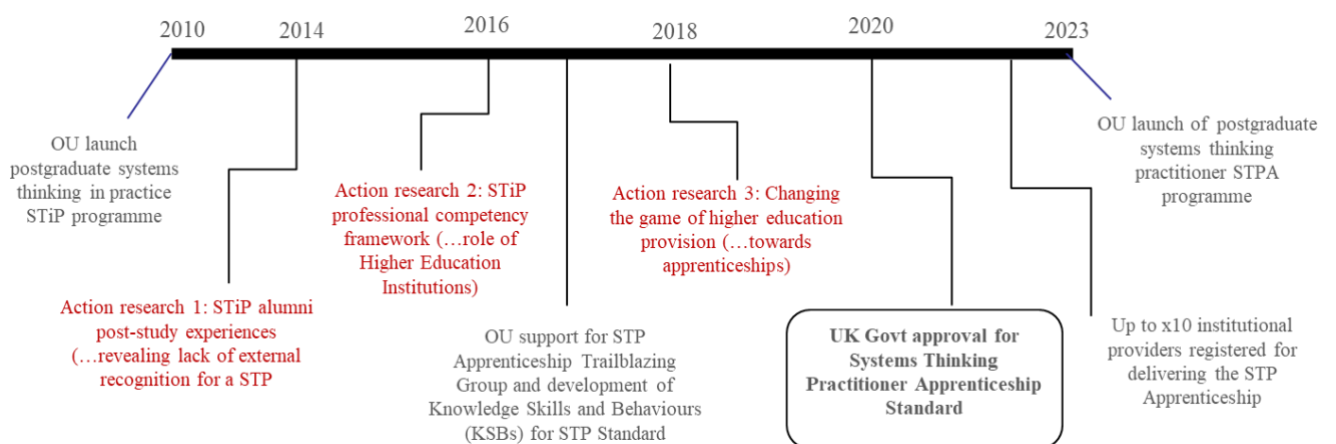 2010
2014
2016
2018
2020
2023
OU launch
postgraduate systems
thinking in practice
STiP programme
Action research 1: STiP alumni
post-study experiences
(…revealing lack of external
recognition for a STP
Action research 2: STiP
professional competency
framework (…role of
Higher Education
Institutions)
OU support for STP
Apprenticeship Trailblazing
Group and development of
Knowledge Skills and Behaviours
(KSBs) for STP Standard
Action research 3: Changing
the game of higher education
provision (…towards
apprenticeships)
UK Govt approval for
Systems Thinking
Practitioner Apprenticeship
Standard
Up to x10 institutional
providers registered for
delivering the STP
Apprenticeship
OU launch of postgraduate
systems thinking
practitioner STPA
programme